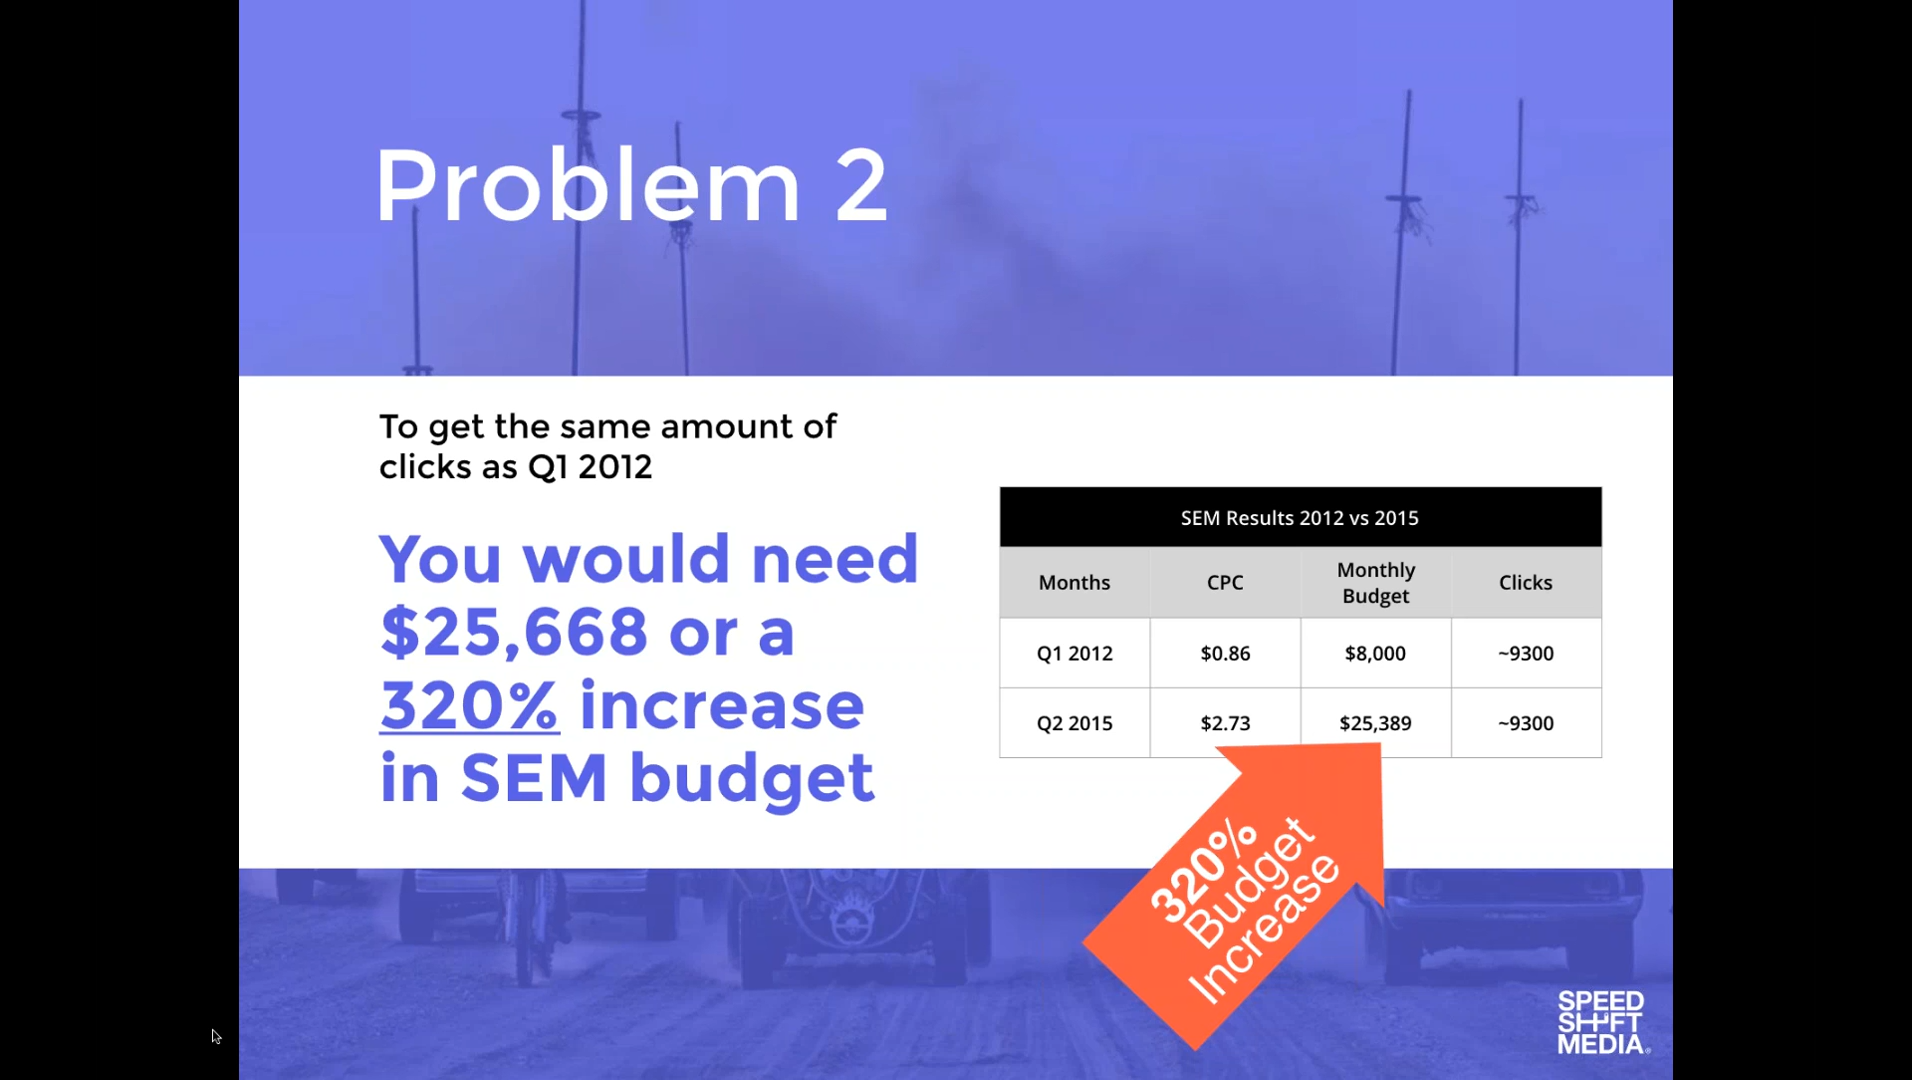 Problem 2
To get the same amount of
clicks as Q1 2012
You would need
$25,668 or a
320% increase
in SEM budget
SEM Results 2012 vs 2015
Months CPC Monthly Budget Clicks
Q1 2012 $0.86 $8,000 ~9300
Q2 2015 $2.73 $25,389 ~9300
320%
Budget
Increase
SPEED
SHIFT
MEDIA